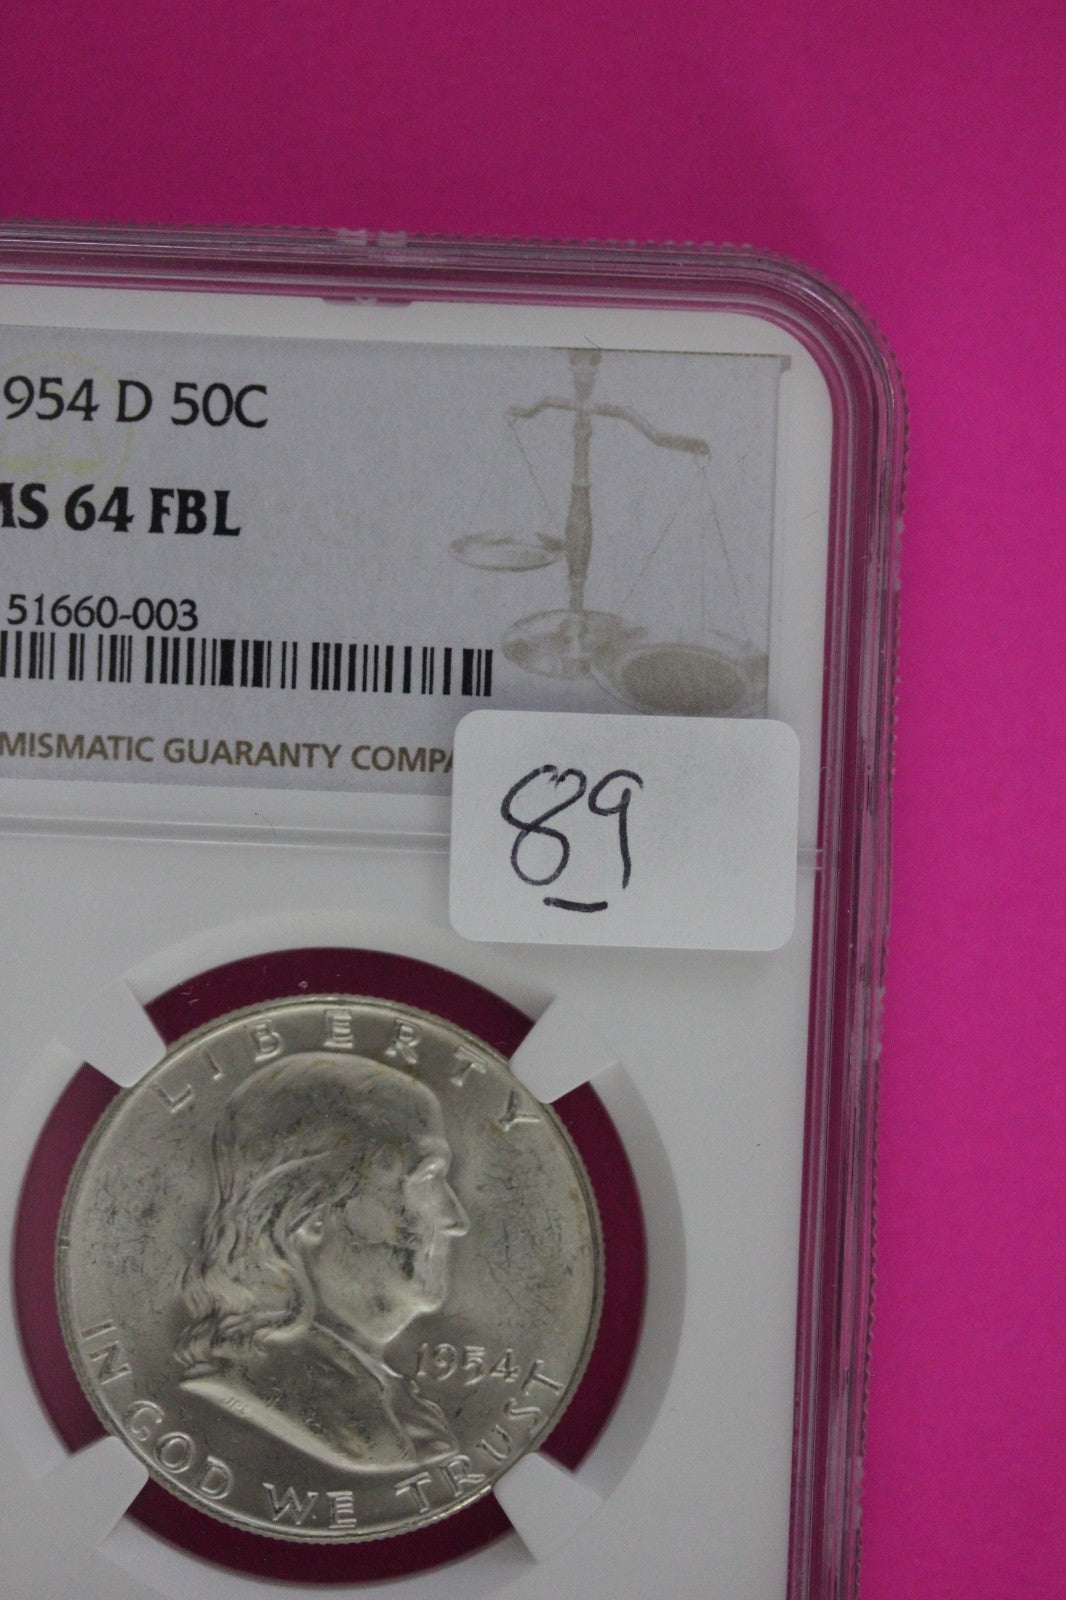 954 D 50C
MS 64 FBL
51660-003
MISMATIC GUARANTY COMPA
89
LIBERTY
1954
IN GOD WE TRUST